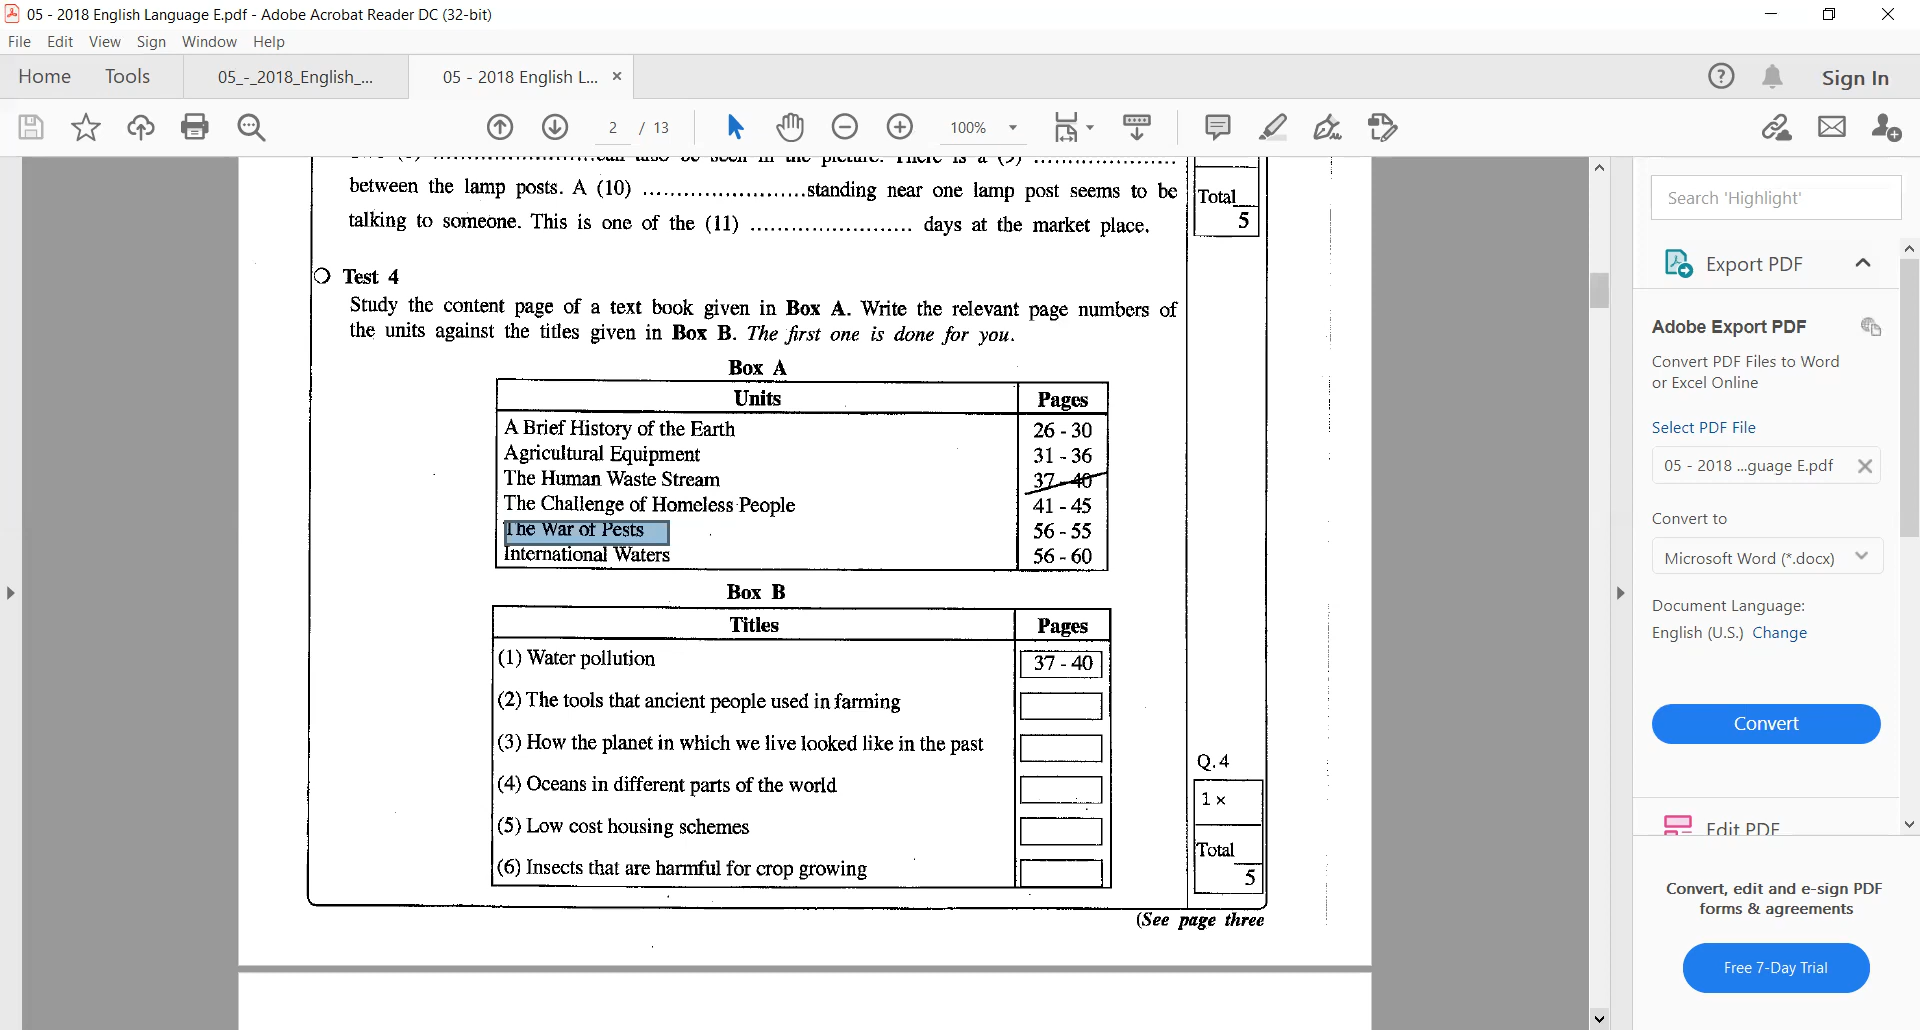 05 - 2018 English Language E.pdf - Adobe Acrobat Reader DC (32-bit)
File Edit View Sign Window Help
Home Tools 05_-_2018_English_... 05 - 2018 English L... × Sign In
2 / 13 100%
between the lamp posts. A (10) ........................standing near one lamp post seems to be
talking to someone. This is one of the (11) ........................ days at the market place.
Total
5
Test 4
Study the content page of a text book given in Box A. Write the relevant page numbers of
the units against the titles given in Box B. The first one is done for you.
Box A
Units Pages
A Brief History of the Earth 26 - 30
Agricultural Equipment 31 - 36
The Human Waste Stream 37 - 40
The Challenge of Homeless People 41 - 45
The War of Pests 56 - 55
International Waters 56 - 60
Box B
Titles Pages
(1) Water pollution 37 - 40
(2) The tools that ancient people used in farming
(3) How the planet in which we live looked like in the past
(4) Oceans in different parts of the world
(5) Low cost housing schemes
(6) Insects that are harmful for crop growing
Q.4
1 x
Total
5
(See page three
Search 'Highlight'
Export PDF
Adobe Export PDF
Convert PDF Files to Word
or Excel Online
Select PDF File
05 - 2018 ...guage E.pdf
Convert to
Microsoft Word (*.docx)
Document Language:
English (U.S.) Change
Convert
Edit PDF
Convert, edit and e-sign PDF
forms & agreements
Free 7-Day Trial